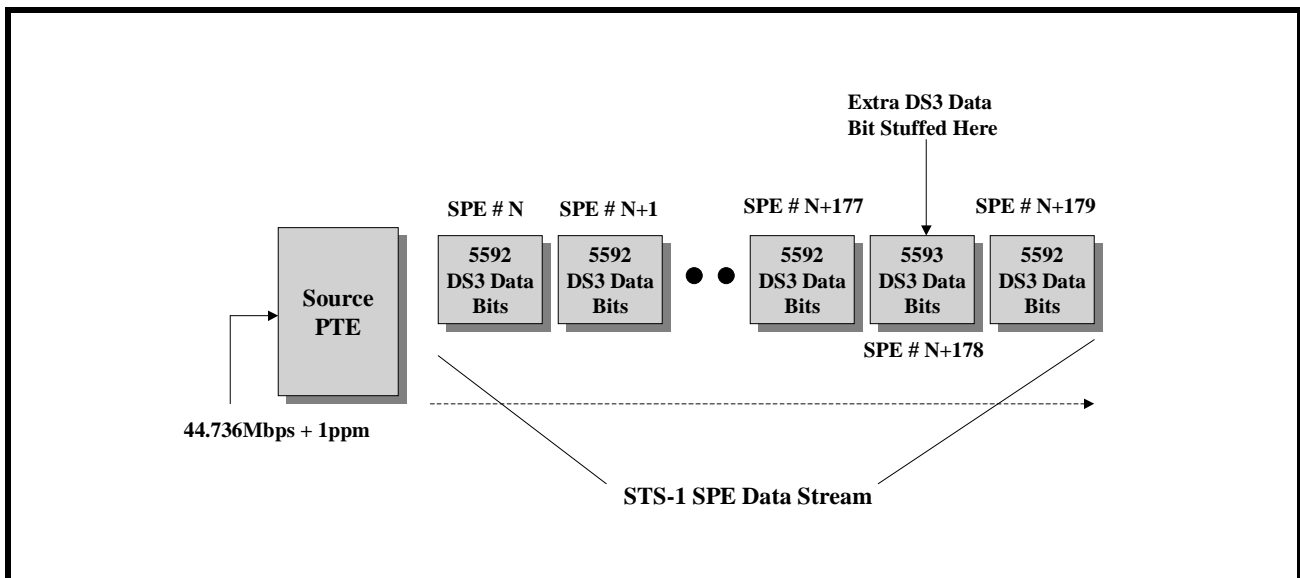 Extra DS3 Data
Bit Stuffed Here
SPE # N
SPE # N+1
SPE # N+177
SPE # N+179
Source
PTE
5592
DS3 Data
Bits
5592
DS3 Data
Bits
5592
DS3 Data
Bits
5593
DS3 Data
Bits
5592
DS3 Data
Bits
SPE # N+178
44.736Mbps + 1ppm
STS-1 SPE Data Stream